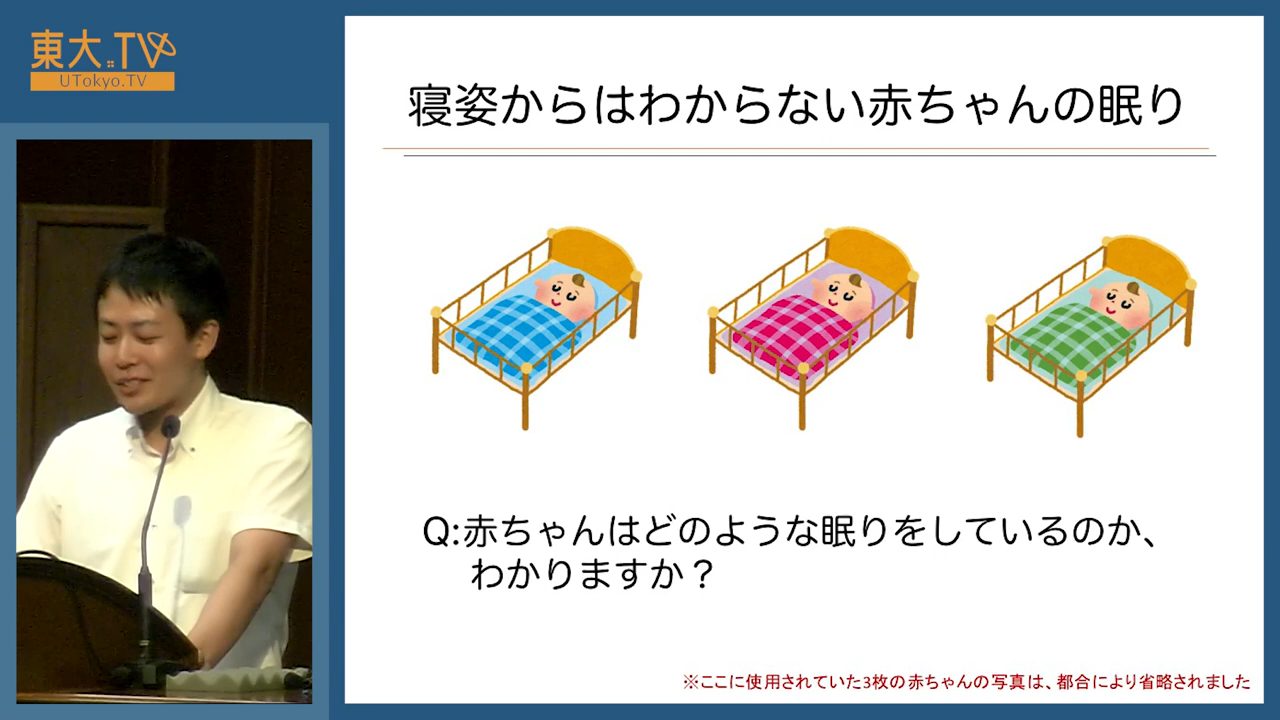 東大.TV
UTokyo.TV
寝姿からはわからない赤ちゃんの眠り
Q:赤ちゃんはどのような眠りをしているのか、
わかりますか？
※ここに使用されていた3枚の赤ちゃんの写真は、都合により省略されました